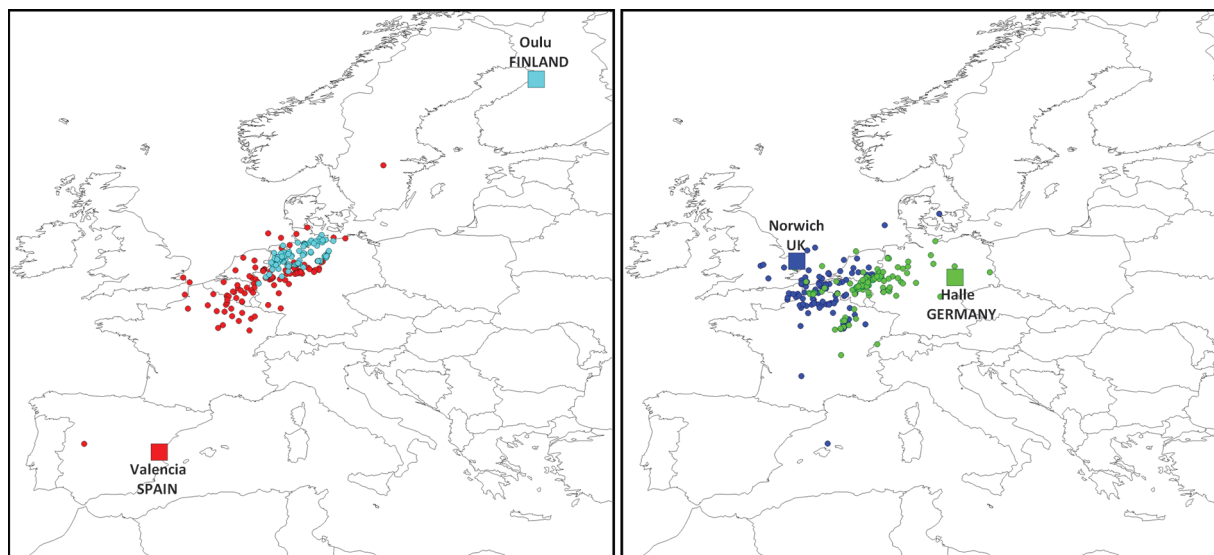 Oulu
FINLAND
Valencia
SPAIN
Norwich
UK
Halle
GERMANY